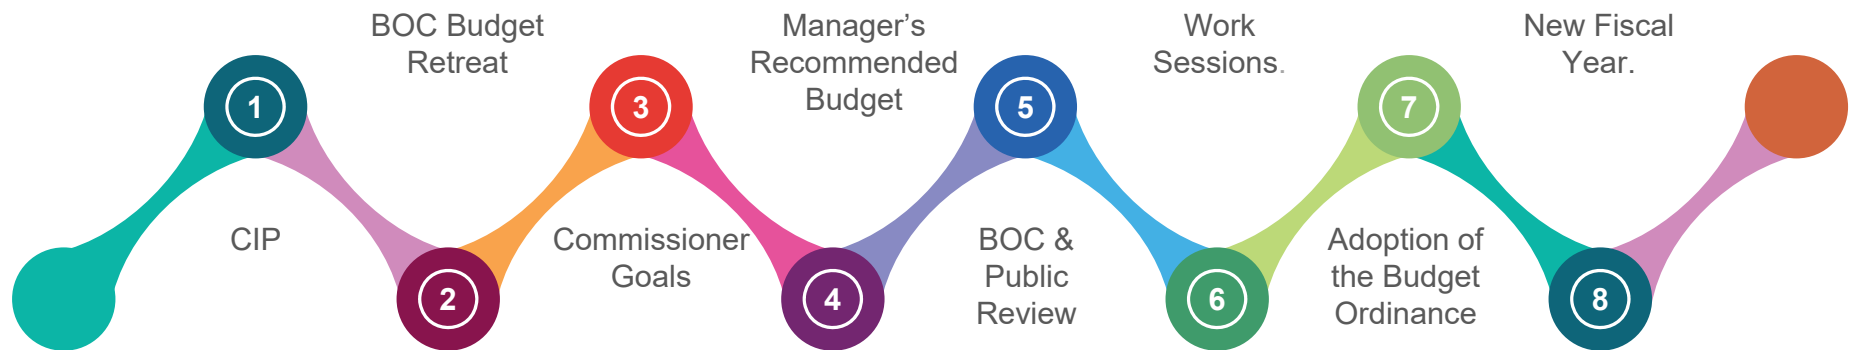 1
CIP
BOC Budget
Retreat
2
3
Commissioner
Goals
Manager’s
Recommended
Budget
4
5
BOC &
Public
Review
Work
Sessions.
6
7
Adoption of
the Budget
Ordinance
New Fiscal
Year.
8